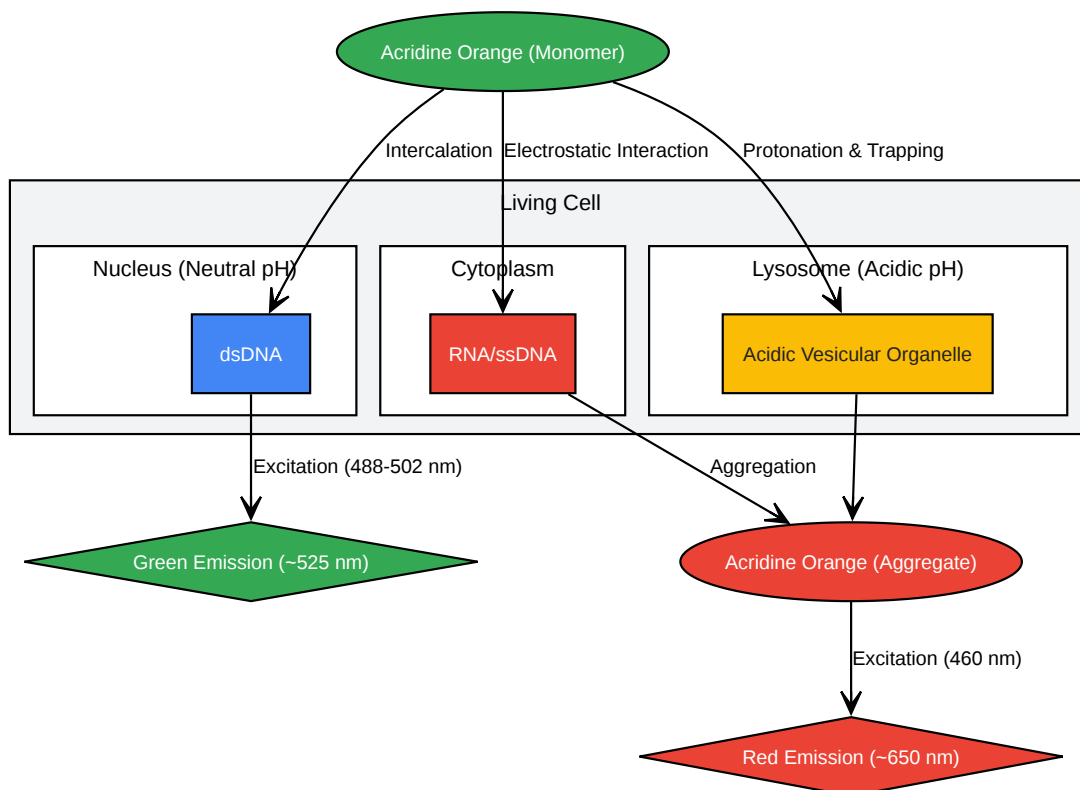 Acridine Orange (Monomer)
Intercalation
Electrostatic Interaction
Protonation & Trapping
Living Cell
Nucleus (Neutral pH)
Cytoplasm
Lysosome (Acidic pH)
dsDNA
RNA/ssDNA
Acidic Vesicular Organelle
Excitation (488-502 nm)
Aggregation
Green Emission (~525 nm)
Acridine Orange (Aggregate)
Excitation (460 nm)
Red Emission (~650 nm)